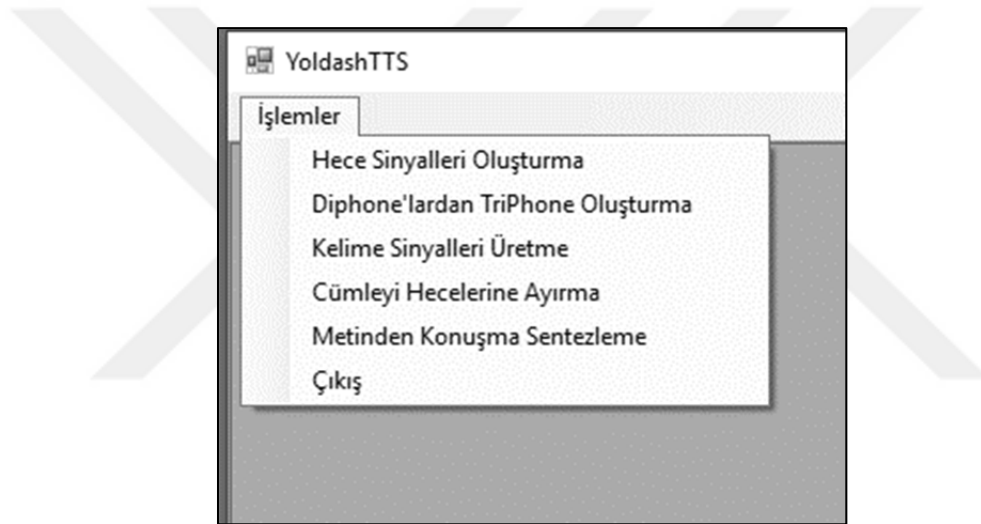 YoldashTTS
İşlemler
Hece Sinyalleri Oluşturma
Diphone'lardan TriPhone Oluşturma
Kelime Sinyalleri Üretme
Cümleyi Hecelerine Ayırma
Metinden Konuşma Sentezleme
Çıkış